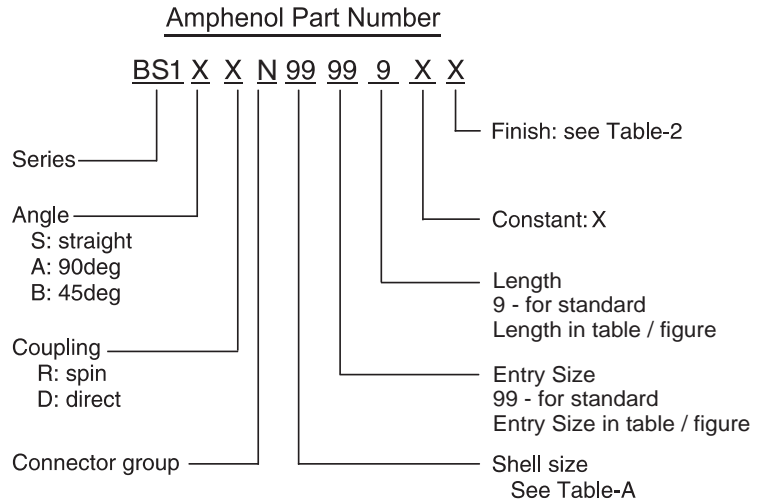 Amphenol Part Number
BS1 X X N 99 99 9 X X
Finish: see Table-2
Series
Angle
S: straight
A: 90deg
B: 45deg
Constant: X
Length
9 - for standard
Length in table / figure
Coupling
R: spin
D: direct
Entry Size
99 - for standard
Entry Size in table / figure
Connector group
Shell size
See Table-A